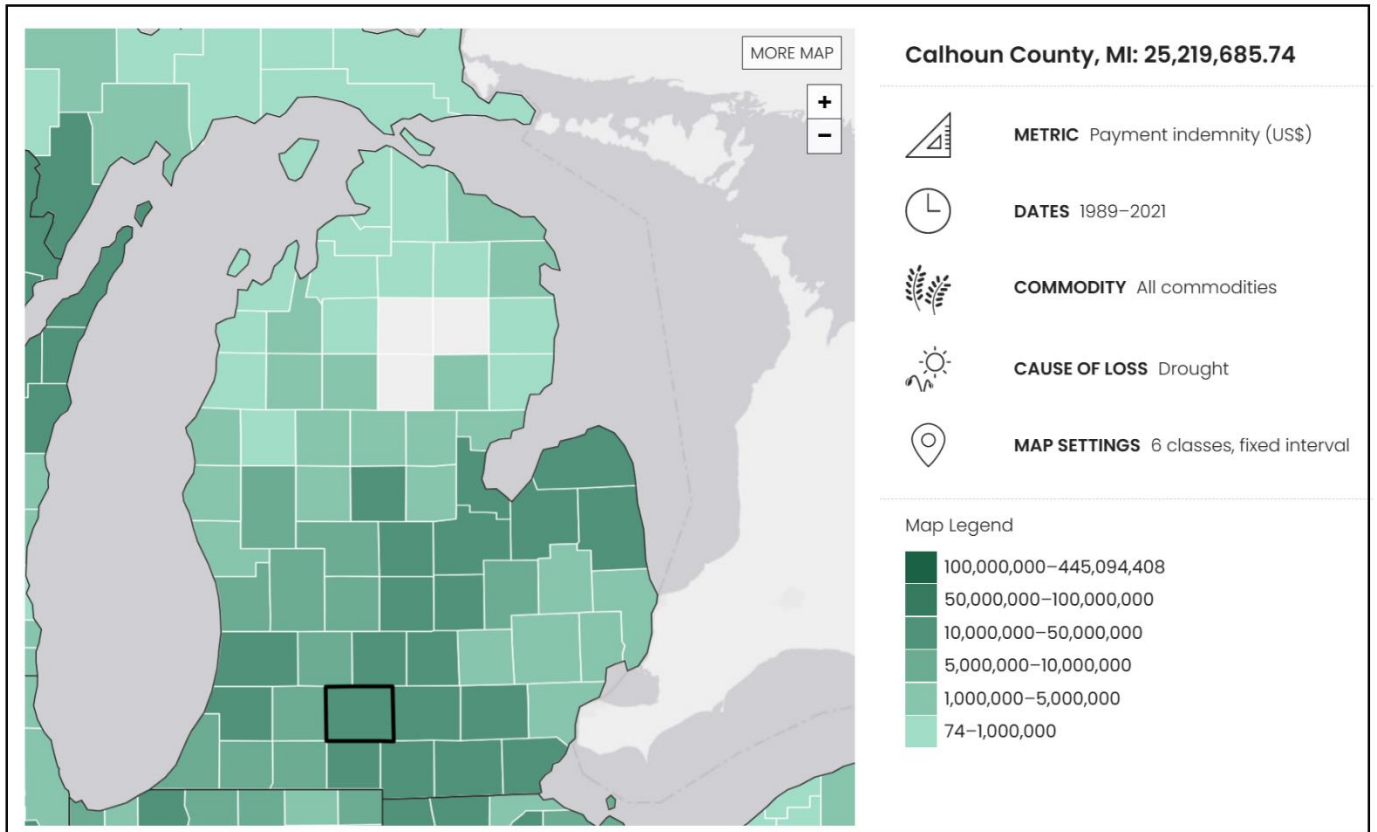 MORE MAP
+
−
Calhoun County, MI: 25,219,685.74
METRIC Payment indemnity (US$)
DATES 1989–2021
COMMODITY All commodities
CAUSE OF LOSS Drought
MAP SETTINGS 6 classes, fixed interval
Map Legend
100,000,000–445,094,408
50,000,000–100,000,000
10,000,000–50,000,000
5,000,000–10,000,000
1,000,000–5,000,000
74–1,000,000